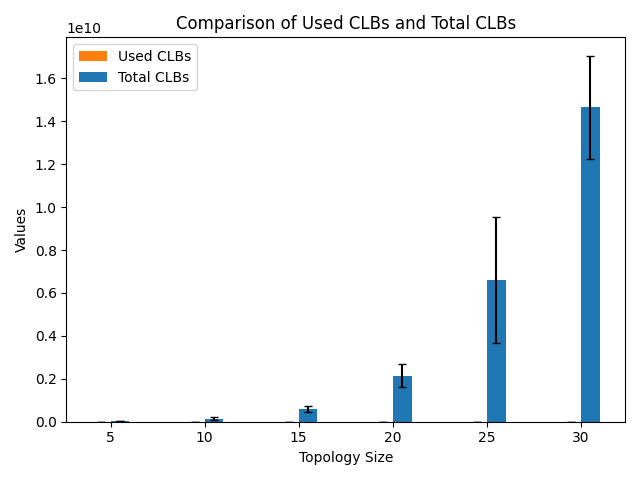 Comparison of Used CLBs and Total CLBs
1e10
Used CLBs
Total CLBs
1.6
1.4
1.2
1.0
0.8
0.6
0.4
0.2
0.0
Values
5 10 15 20 25 30
Topology Size